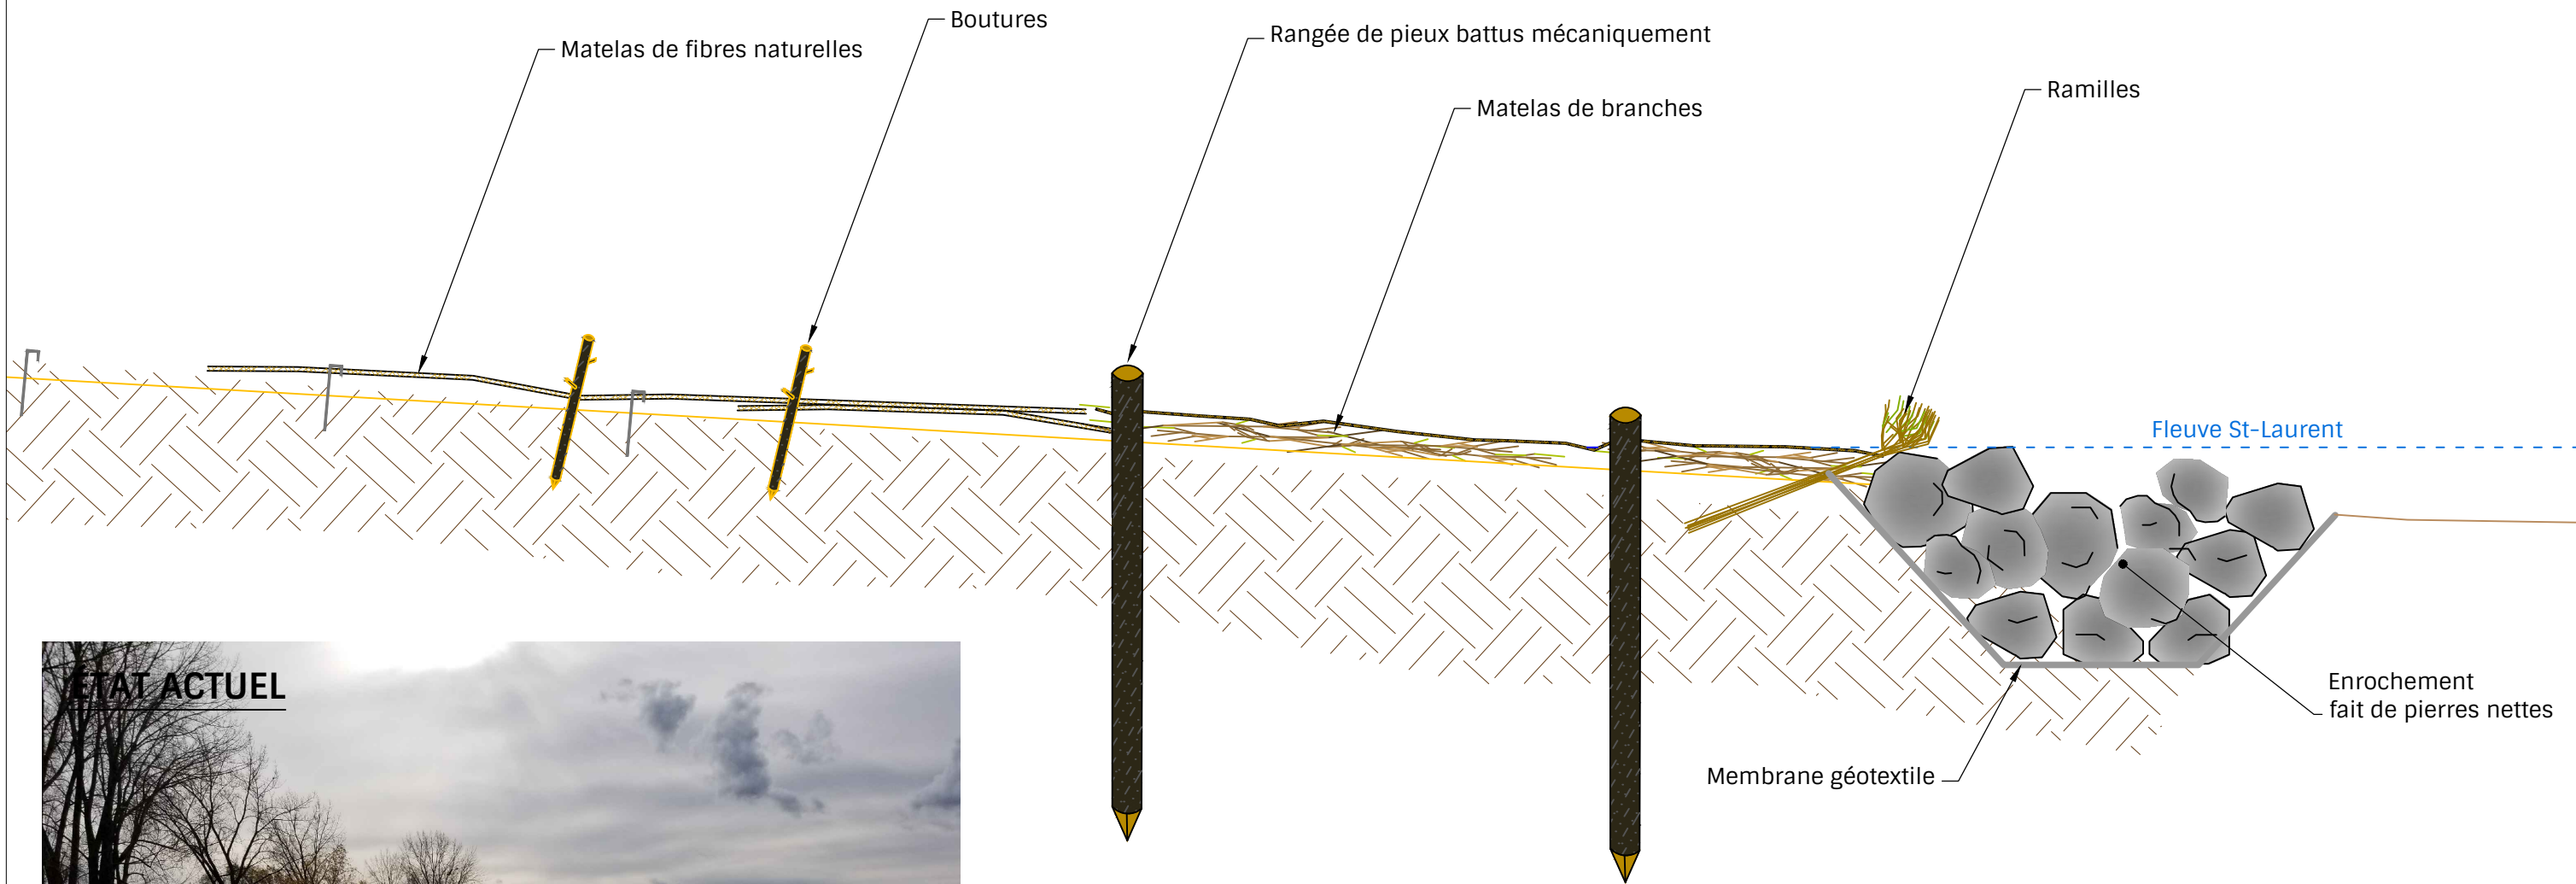 Boutures
Matelas de fibres naturelles
Rangée de pieux battus mécaniquement
Matelas de branches
Ramilles
Fleuve St-Laurent
Enrochement
fait de pierres nettes
Membrane géotextile
ÉTAT ACTUEL